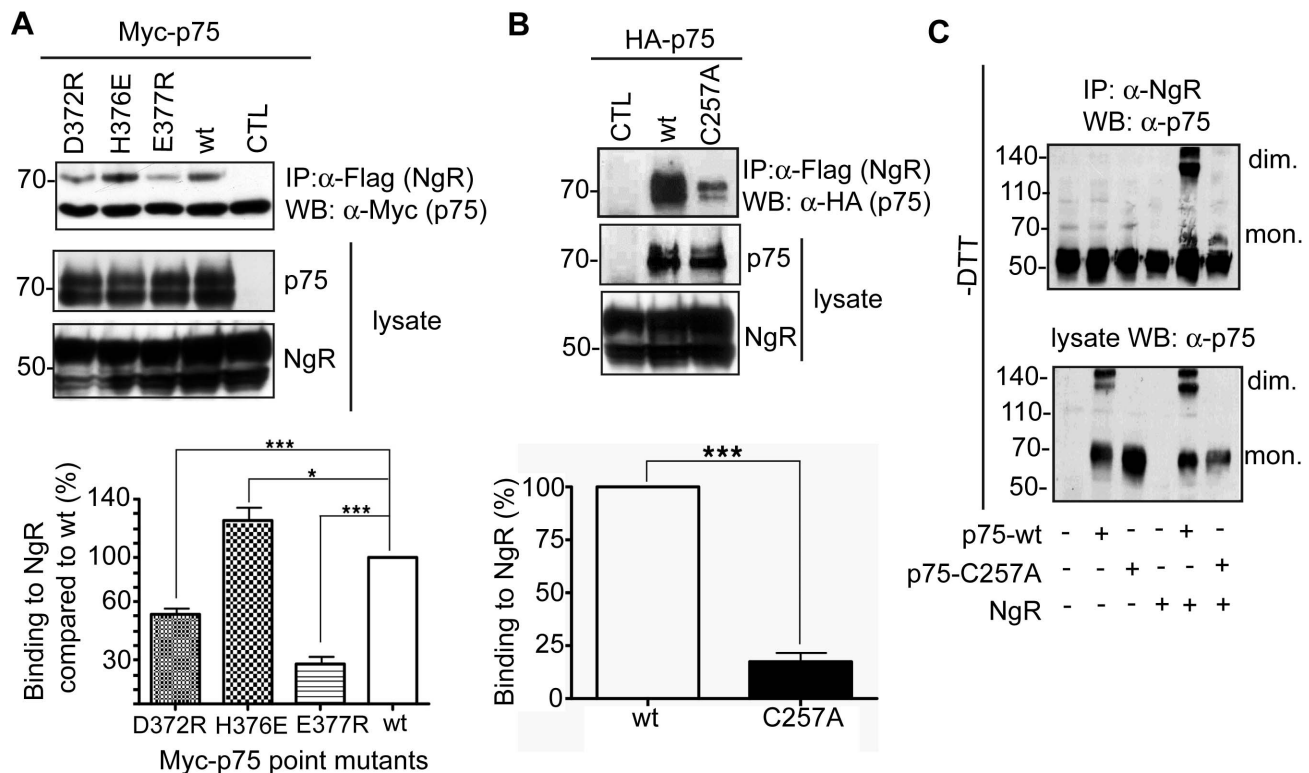 A
Myc-p75
D372R
H376E
E377R
wt
CTL
70-
IP:α-Flag (NgR)
WB: α-Myc (p75)
70-
p75
50-
NgR
lysate
***
*
***
Binding to NgR
compared to wt (%)
140
100
60
30
D372R
H376E
E377R
wt
Myc-p75 point mutants
B
HA-p75
CTL
wt
C257A
70-
IP:α-Flag (NgR)
WB: α-HA (p75)
70-
p75
50-
NgR
lysate
***
Binding to NgR (%)
100
75
50
25
0
wt
C257A
C
IP: α-NgR
WB: α-p75
140-
110-
70-
50-
dim.
mon.
-DTT
lysate WB: α-p75
140-
110-
70-
50-
dim.
mon.
p75-wt - + - - + -
p75-C257A - - + - - +
NgR - - - + + +